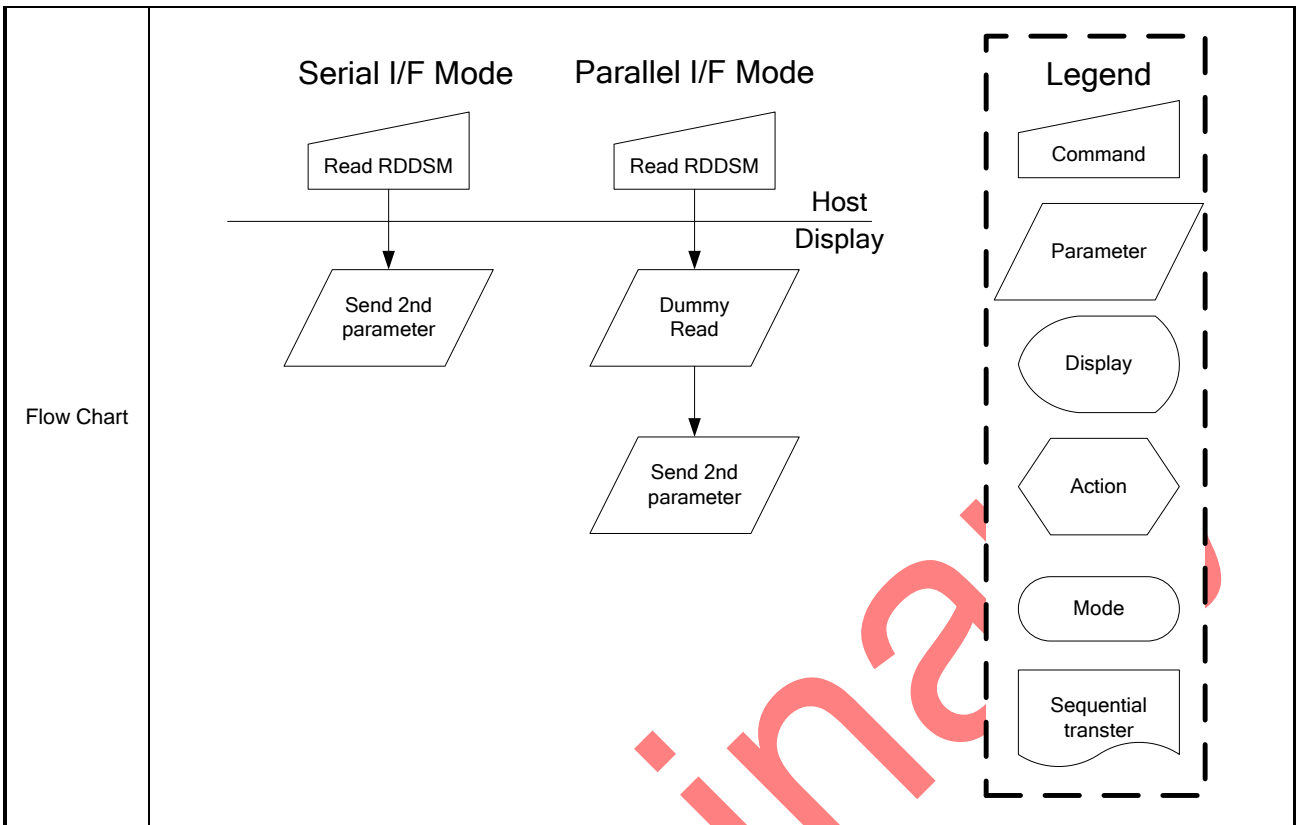 Flow Chart
Serial I/F Mode
Read RDDSM
Send 2nd
parameter
Parallel I/F Mode
Read RDDSM
Host
Display
Dummy
Read
Send 2nd
parameter
Legend
Command
Parameter
Display
Action
Mode
Sequential
transter